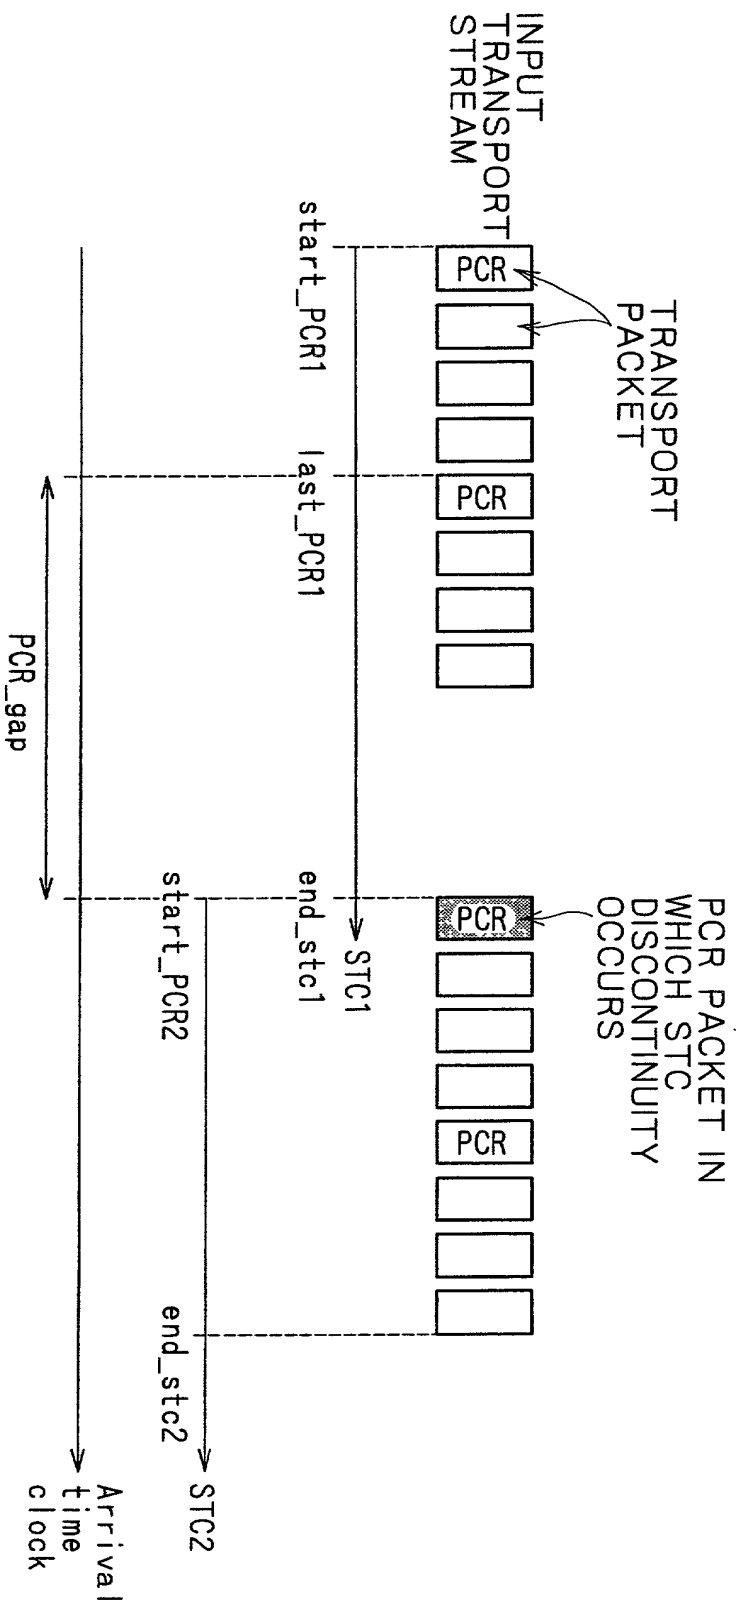 INPUT
TRANSPORT
STREAM
TRANSPORT
PACKET
PCR PACKET IN
WHICH STC
DISCONTINUITY
OCCURS
PCR
PCR
PCR
PCR
start_PCR1
last_PCR1
end_stc1
STC1
start_PCR2
end_stc2
STC2
PCR_gap
Arrival
time
clock